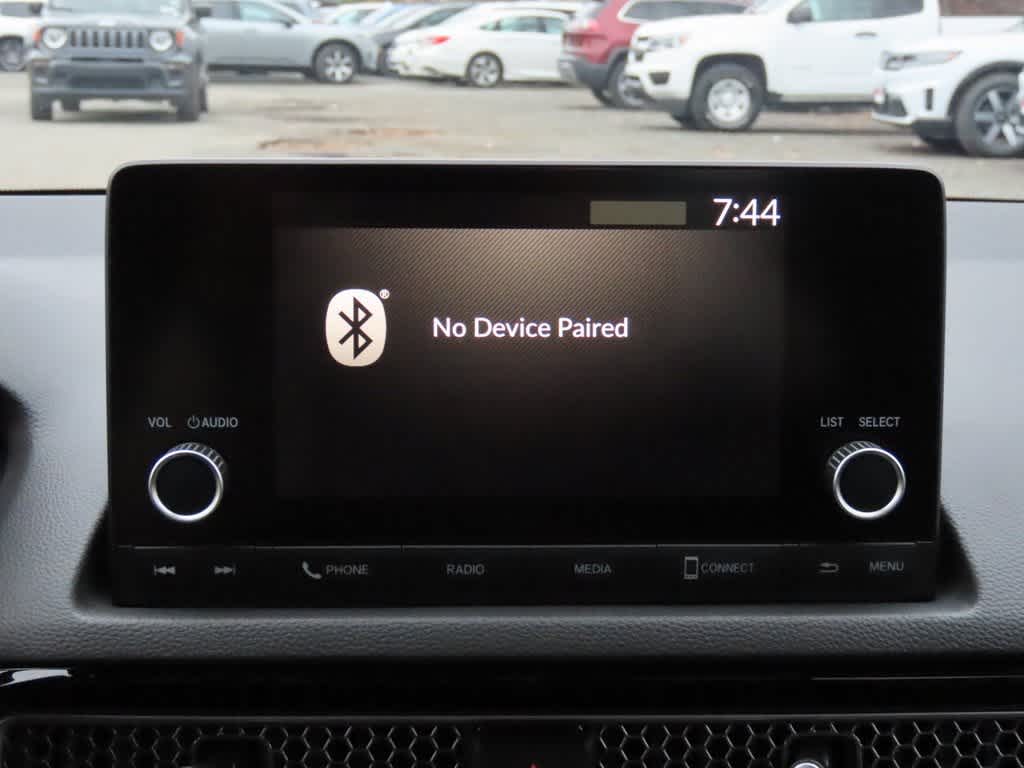 7:44
®
No Device Paired
VOL AUDIO
LIST SELECT
PHONE RADIO MEDIA CONNECT MENU